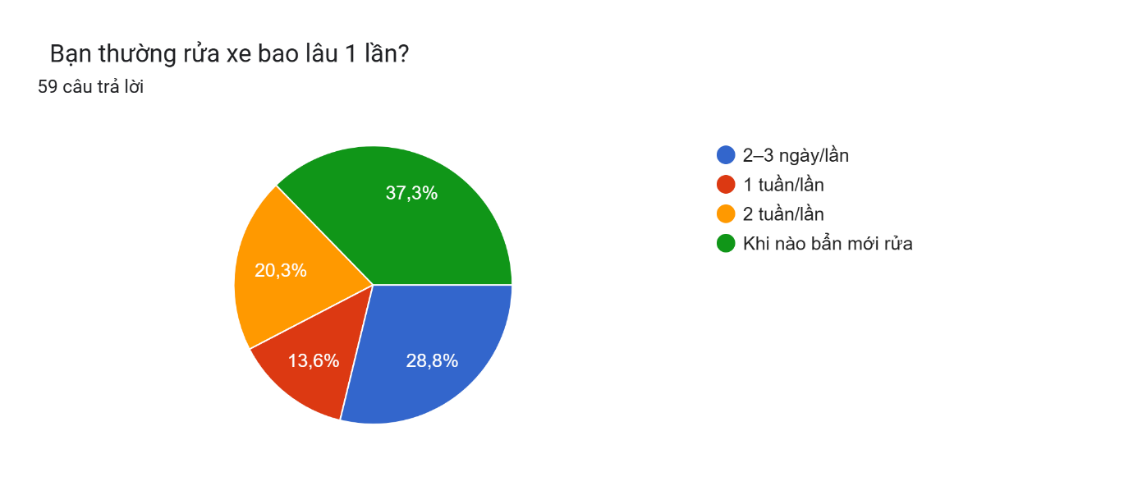 Bạn thường rửa xe bao lâu 1 lần?
59 câu trả lời
2–3 ngày/lần
1 tuần/lần
2 tuần/lần
Khi nào bẩn mới rửa
37,3%
20,3%
13,6%
28,8%